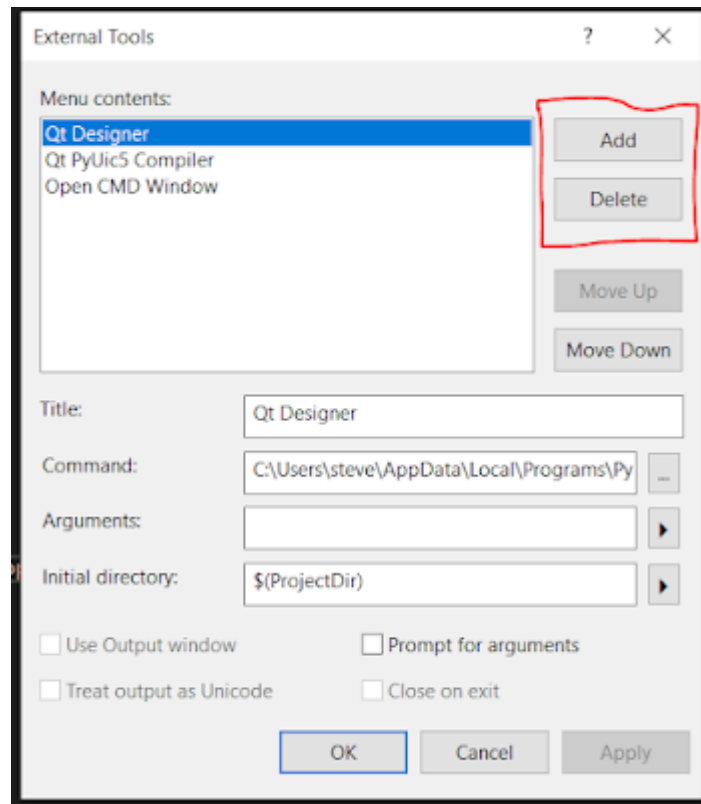 External Tools ? ×
Menu contents:
Qt Designer
Qt PyUic5 Compiler
Open CMD Window
Add
Delete
Move Up
Move Down
Title: Qt Designer
Command: C:\Users\steve\AppData\Local\Programs\Py ...
Arguments:
Initial directory: $(ProjectDir)
Use Output window Prompt for arguments
Treat output as Unicode Close on exit
OK Cancel Apply